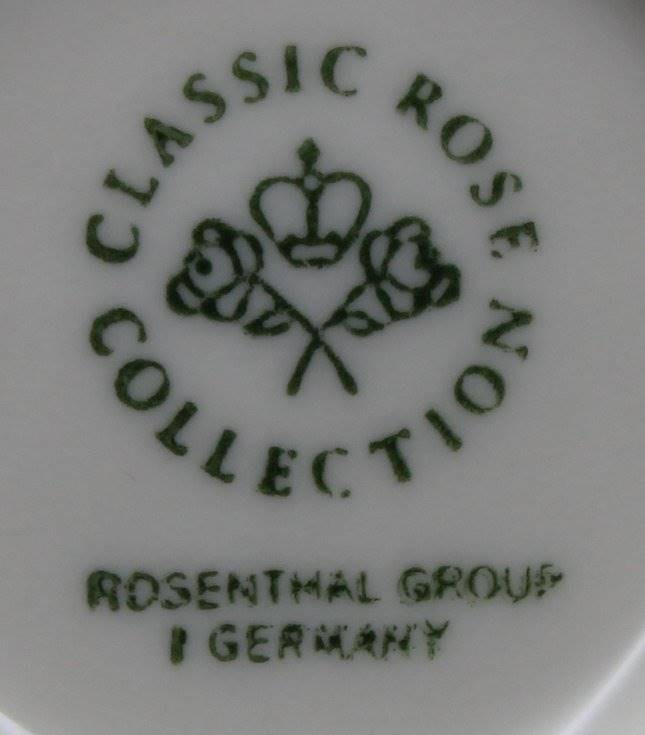 CLASSIC ROSE
COLLECTION
ROSENTHAL GROUP
GERMANY